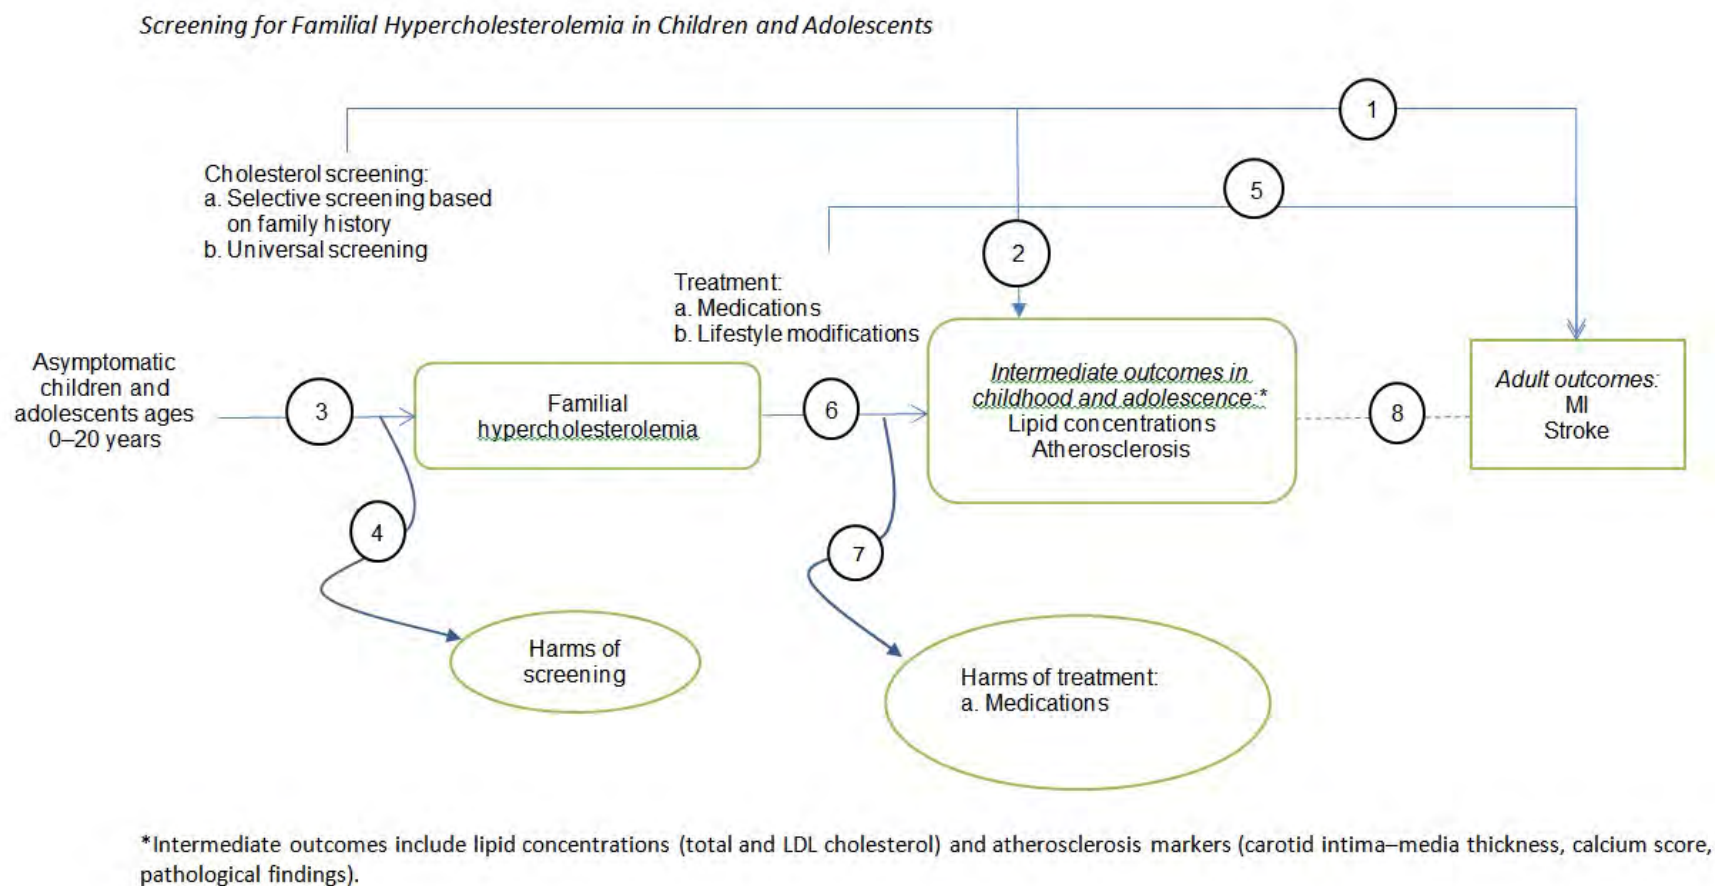 Screening for Familial Hypercholesterolemia in Children and Adolescents
1
Cholesterol screening:
a. Selective screening based
on family history
b. Universal screening
5
2
Treatment:
a. Medications
b. Lifestyle modifications
Asymptomatic
children and
adolescents ages
0–20 years
3
Familial
hypercholesterolemia
6
Intermediate outcomes in
childhood and adolescence:*
Lipid concentrations
Atherosclerosis
8
Adult outcomes:
MI
Stroke
4
7
Harms of
screening
Harms of treatment:
a. Medications
*Intermediate outcomes include lipid concentrations (total and LDL cholesterol) and atherosclerosis markers (carotid intima–media thickness, calcium score,
pathological findings).